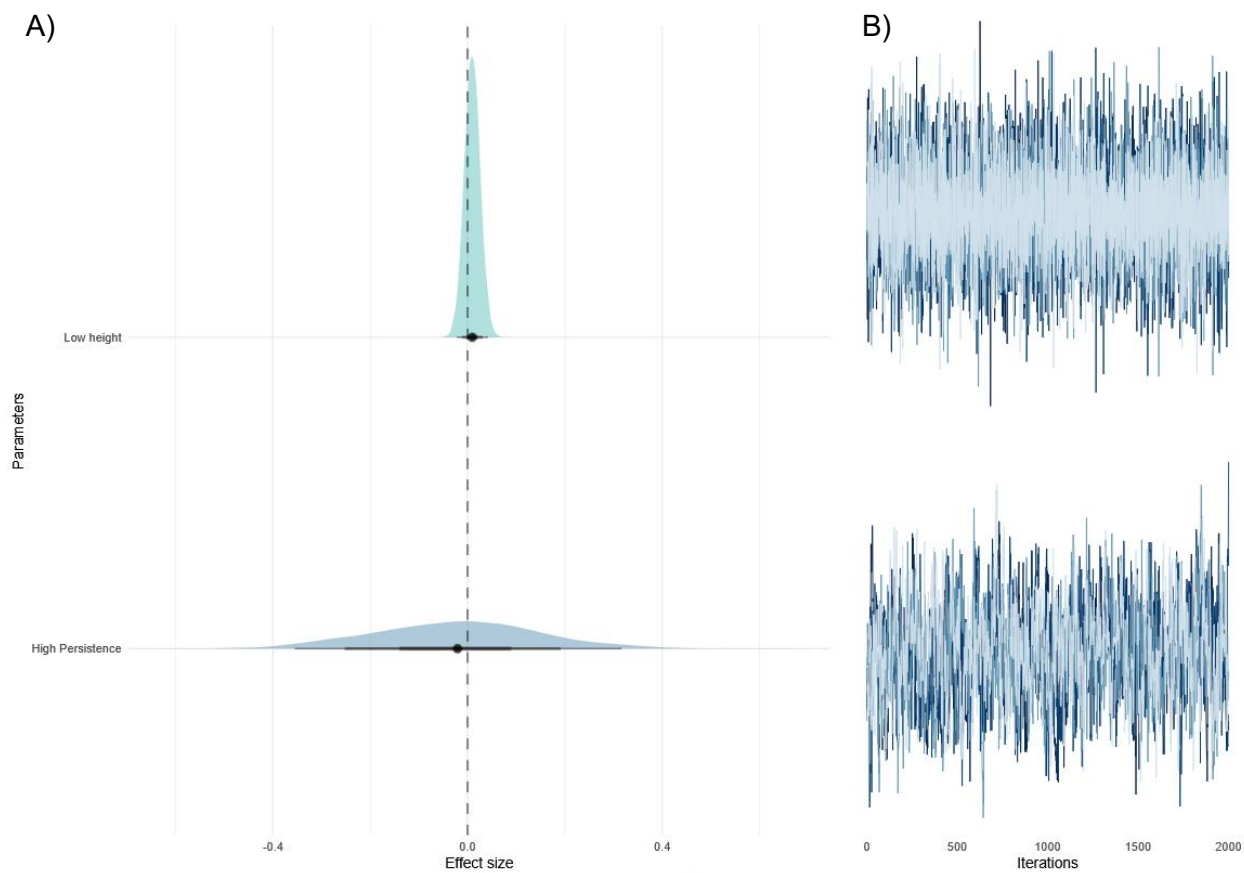 A)
B)
Low height
Parameters
High Persistence
-0.4
0.0
0.4
Effect size
0
500
1000
1500
2000
Iterations